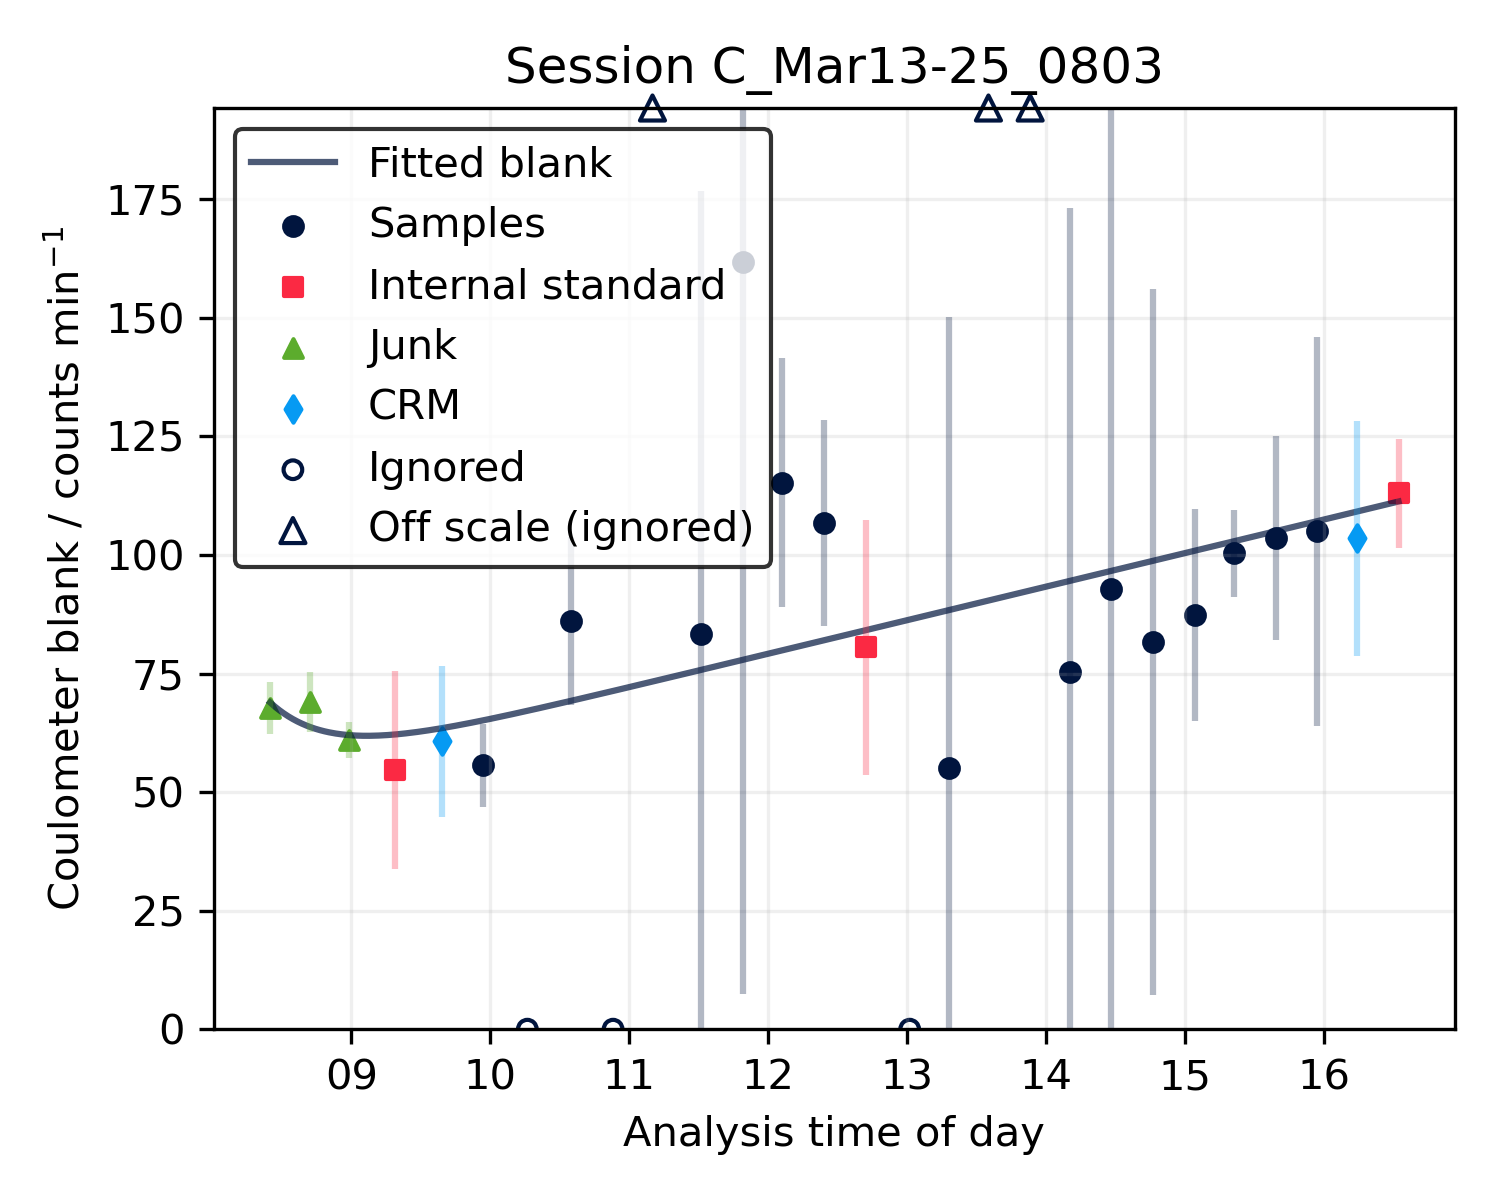 Session C_Mar13-25_0803
Fitted blank
Samples
Internal standard
Junk
CRM
Ignored
Off scale (ignored)
Coulometer blank / counts min⁻¹
175
150
125
100
75
50
25
0
09 10 11 12 13 14 15 16
Analysis time of day